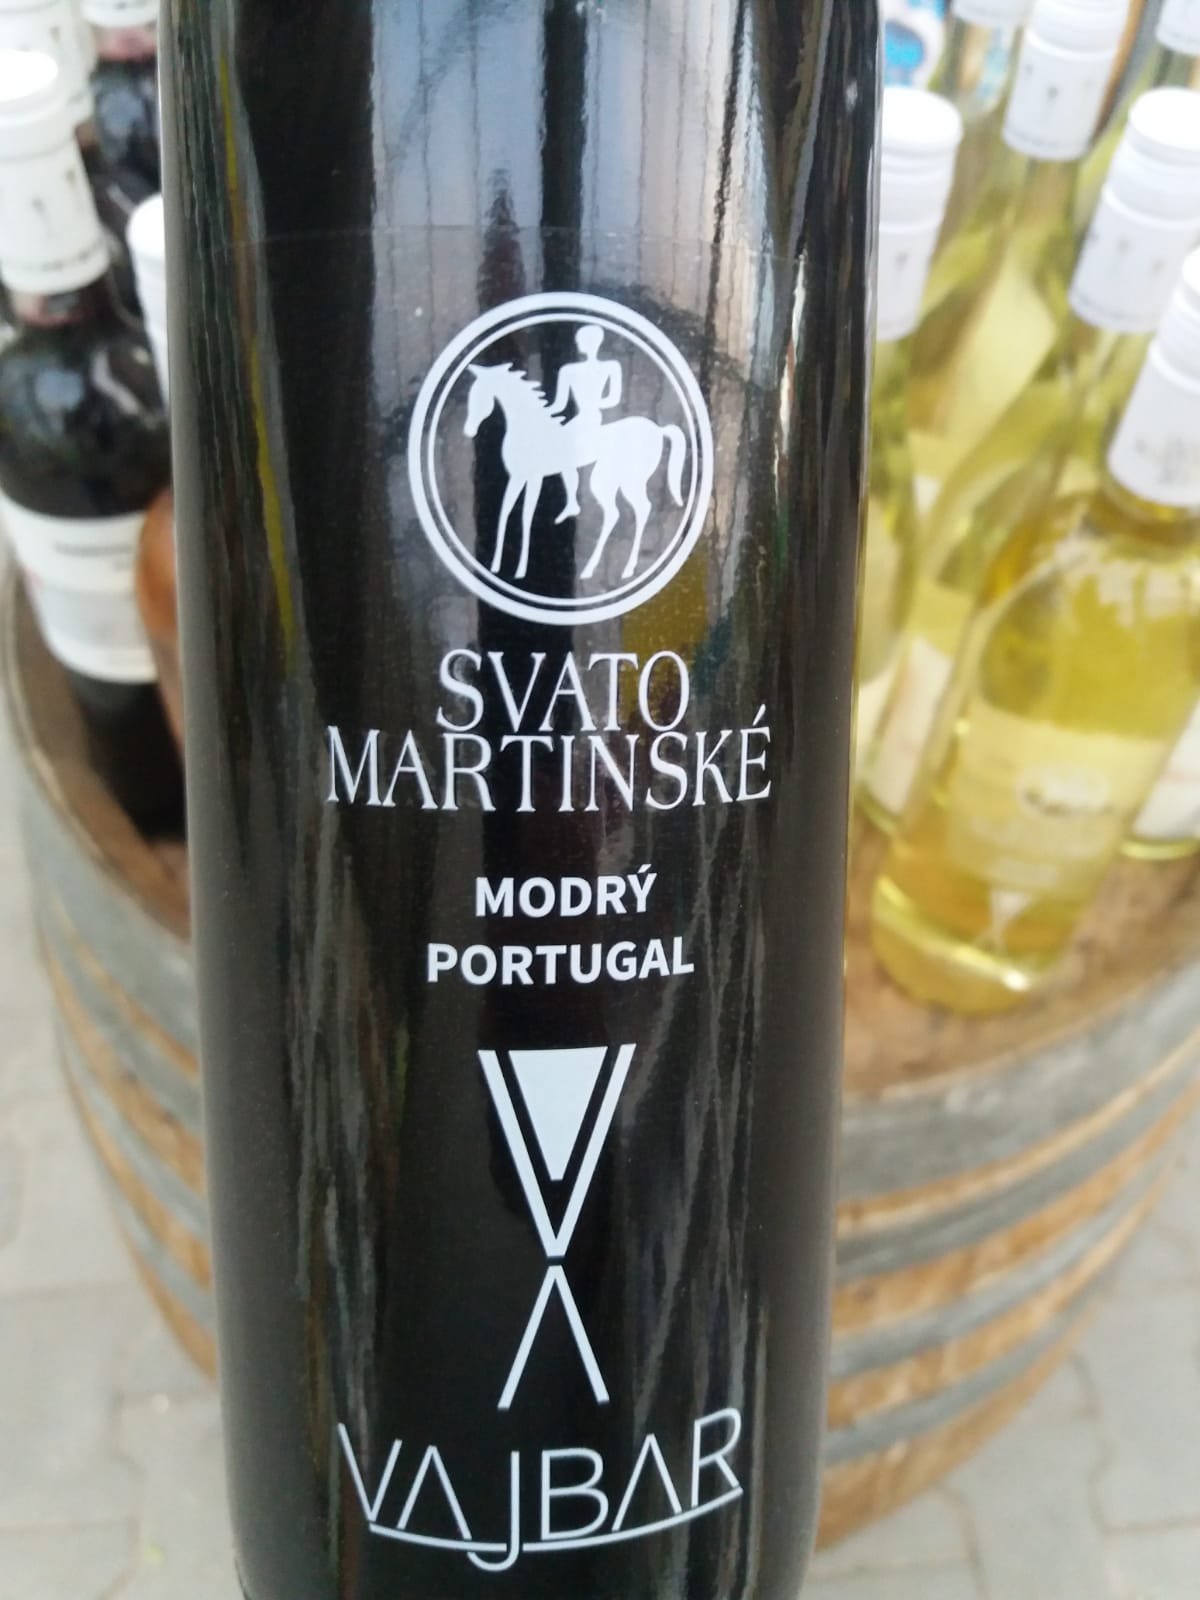 SVATO
MARTINSKÉ
MODRÝ
PORTUGAL
VAJBAR